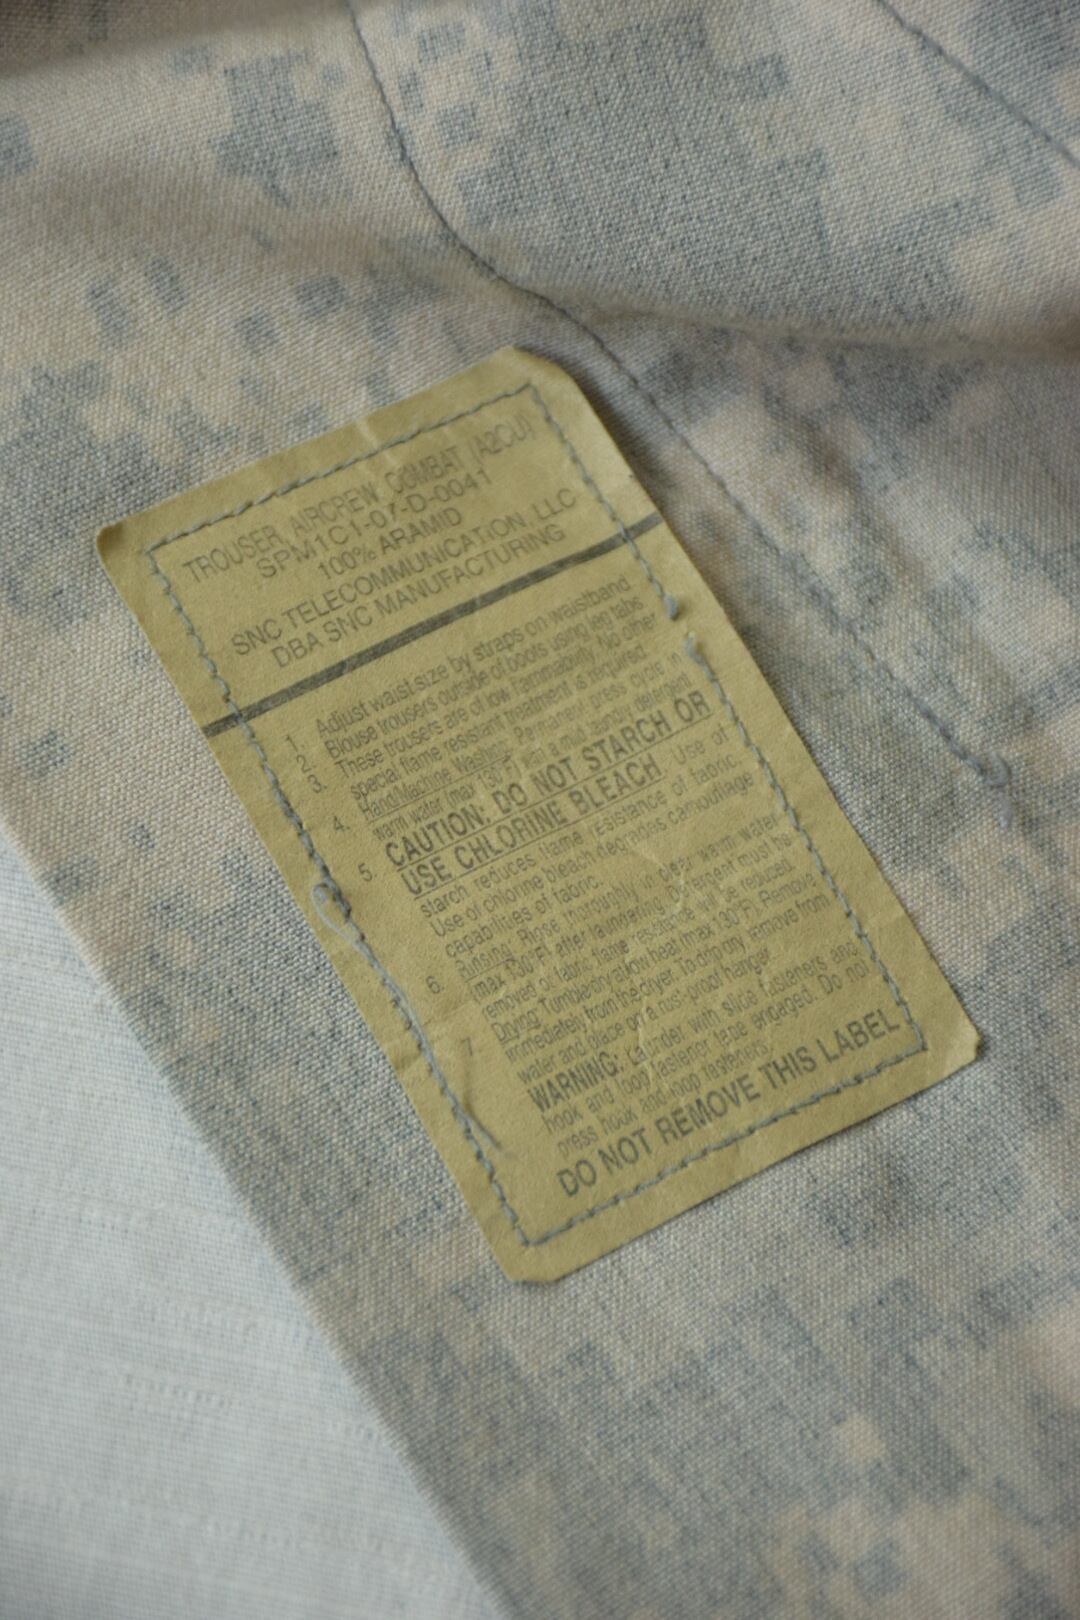 TROUSER, AIRCREW, COMBAT (A2CU)
SPM1C1-07-D-0041
100% ARAMID
SNC TELECOMMUNICATION, LLC
DBA SNC MANUFACTURING
1. Adjust waist size by straps on waistband.
2. Blouse trousers outside of boots using leg tabs.
3. These trousers are of low flammability. No other
special flame resistant treatment is required.
4. Hand/Machine Washing: Permanent press cycle in
warm water (max 130°F) with a mild laundry detergent.
5. CAUTION: DO NOT STARCH OR
USE CHLORINE BLEACH. Use of
starch reduces flame resistance of fabric.
Use of chlorine bleach degrades camouflage
capabilities of fabric.
6. Rinsing: Rinse thoroughly in clear warm water
(max 130°F) after laundering. Detergent must be
removed or fabric flame resistance will be reduced.
7. Drying: Tumble dry at low heat (max 130°F). Remove
immediately from the dryer. To drip dry, remove from
water and place on a rust-proof hanger.
WARNING: Launder with slide fasteners and
hook and loop fastener tape engaged. Do not
press hook and loop fasteners.
DO NOT REMOVE THIS LABEL